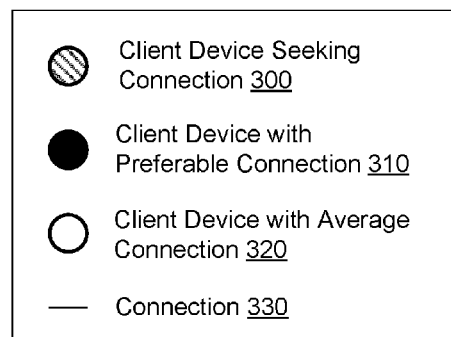 Client Device Seeking
Connection 300
Client Device with
Preferable Connection 310
Client Device with Average
Connection 320
Connection 330